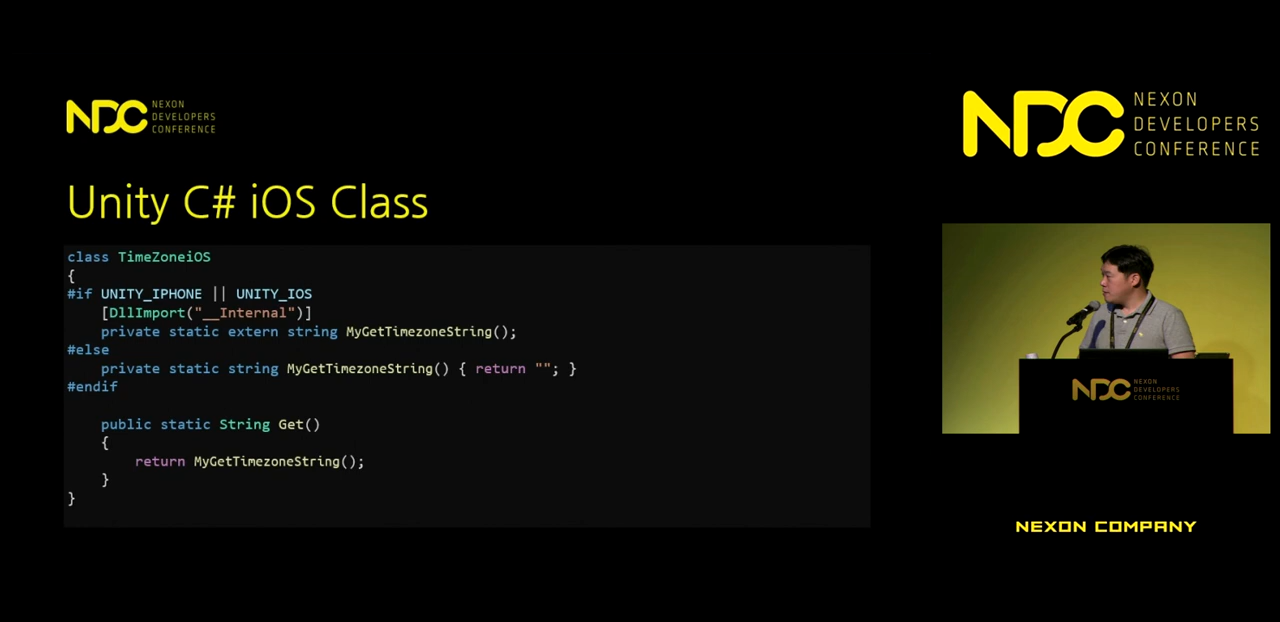 NDC NEXON
DEVELOPERS
CONFERENCE
Unity C# iOS Class
class TimeZoneiOS
{
#if UNITY_IPHONE || UNITY_IOS
    [DllImport("__Internal")]
    private static extern string MyGetTimezoneString();
#else
    private static string MyGetTimezoneString() { return ""; }
#endif
    public static String Get()
    {
        return MyGetTimezoneString();
    }
}
NDC NEXON
DEVELOPERS
CONFERENCE
NDC NEXON
DEVELOPERS
CONFERENCE
NEXON COMPANY